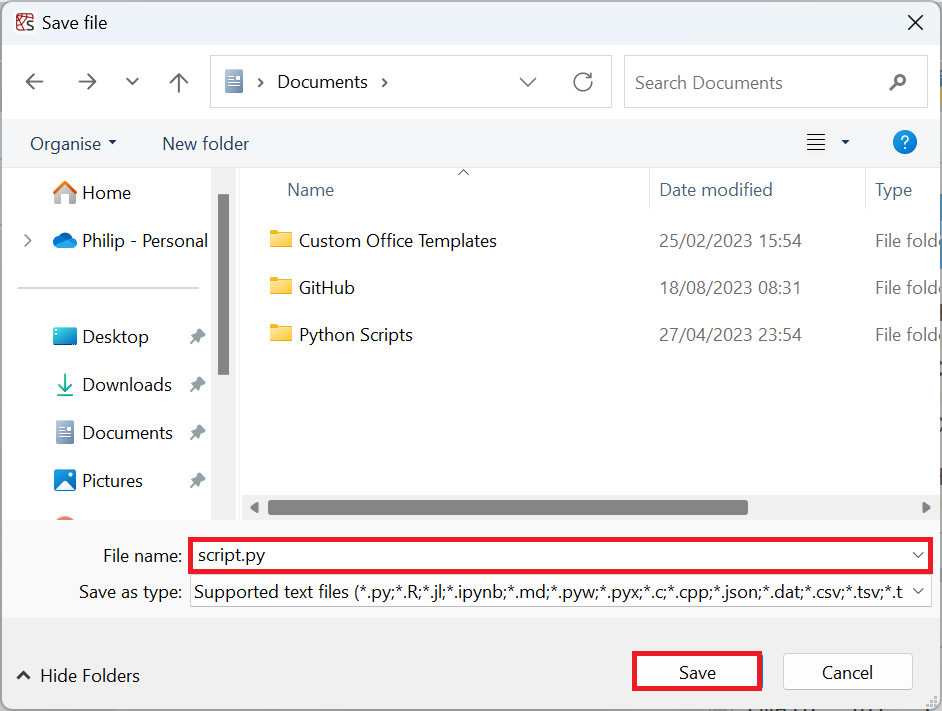 Save file
Documents
Search Documents
Organise New folder
?
Name Date modified Type
Home
Philip - Personal
Custom Office Templates 25/02/2023 15:54 File folde
GitHub 18/08/2023 08:31 File folde
Python Scripts 27/04/2023 23:54 File folde
Desktop
Downloads
Documents
Pictures
File name: script.py
Save as type: Supported text files (*.py;*.R;*.jl;*.ipynb;*.md;*.pyw;*.pyx;*.c;*.cpp;*.json;*.dat;*.csv;*.tsv;*.t
Hide Folders Save Cancel